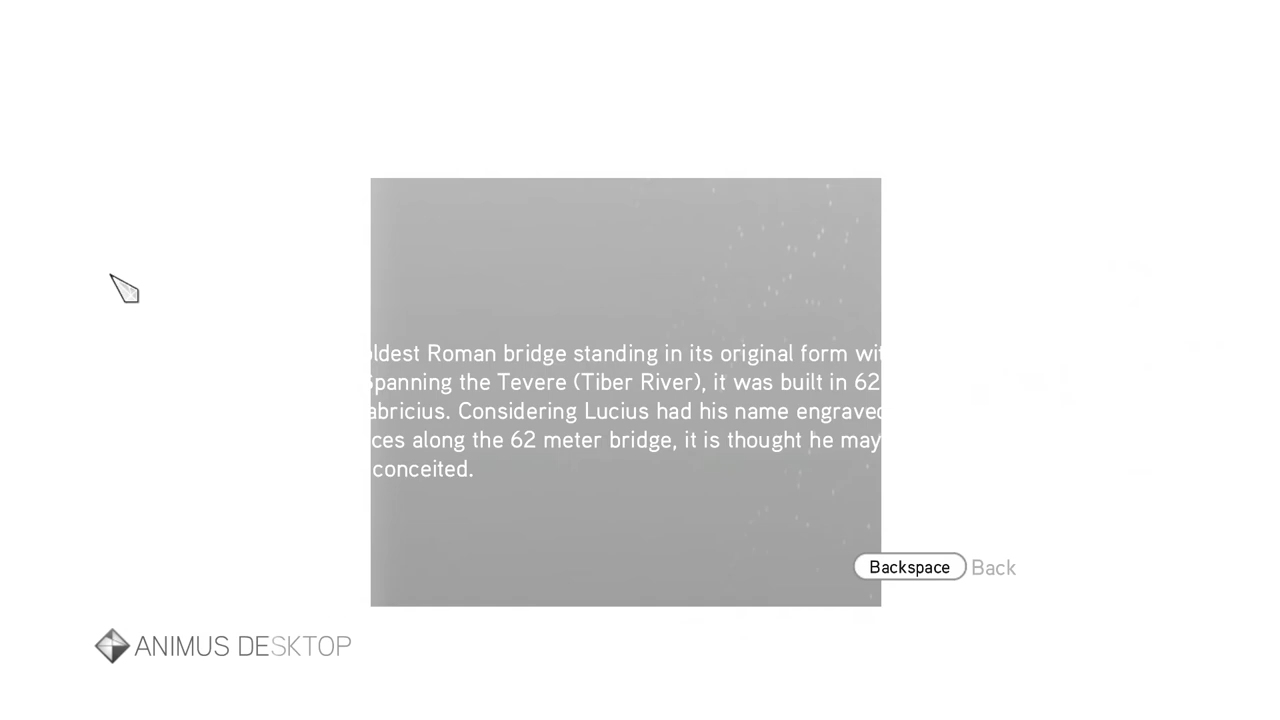 oldest Roman bridge standing in its original form wit
Spanning the Tevere (Tiber River), it was built in 62
abricius. Considering Lucius had his name engraved
ces along the 62 meter bridge, it is thought he may
conceited.
Backspace Back
ANIMUS DESKTOP